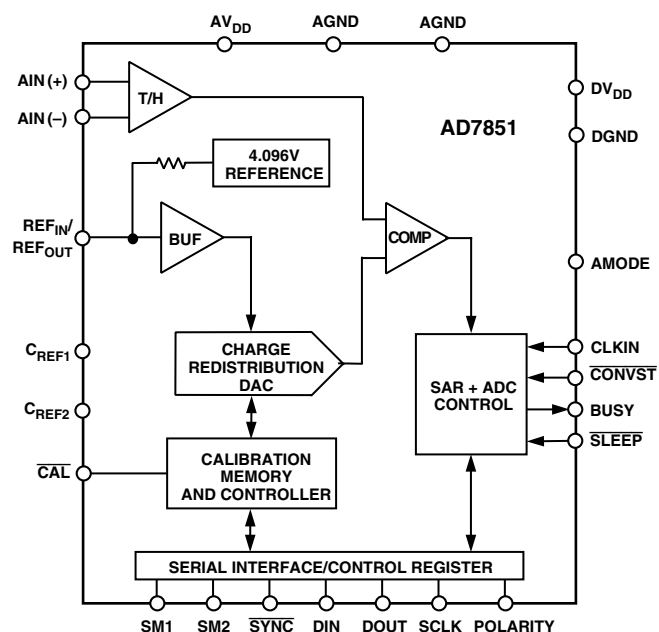 AVDD AGND AGND
AIN (+)
AIN (–)
T/H
DVDD
AD7851
DGND
4.096V
REFERENCE
REFIN/
REFOUT
BUF
COMP
AMODE
CREF1
CHARGE
REDISTRIBUTION
DAC
CLKIN
CONVST
SAR + ADC
CONTROL
BUSY
CREF2
SLEEP
CAL
CALIBRATION
MEMORY
AND CONTROLLER
SERIAL INTERFACE/CONTROL REGISTER
SM1 SM2 SYNC DIN DOUT SCLK POLARITY